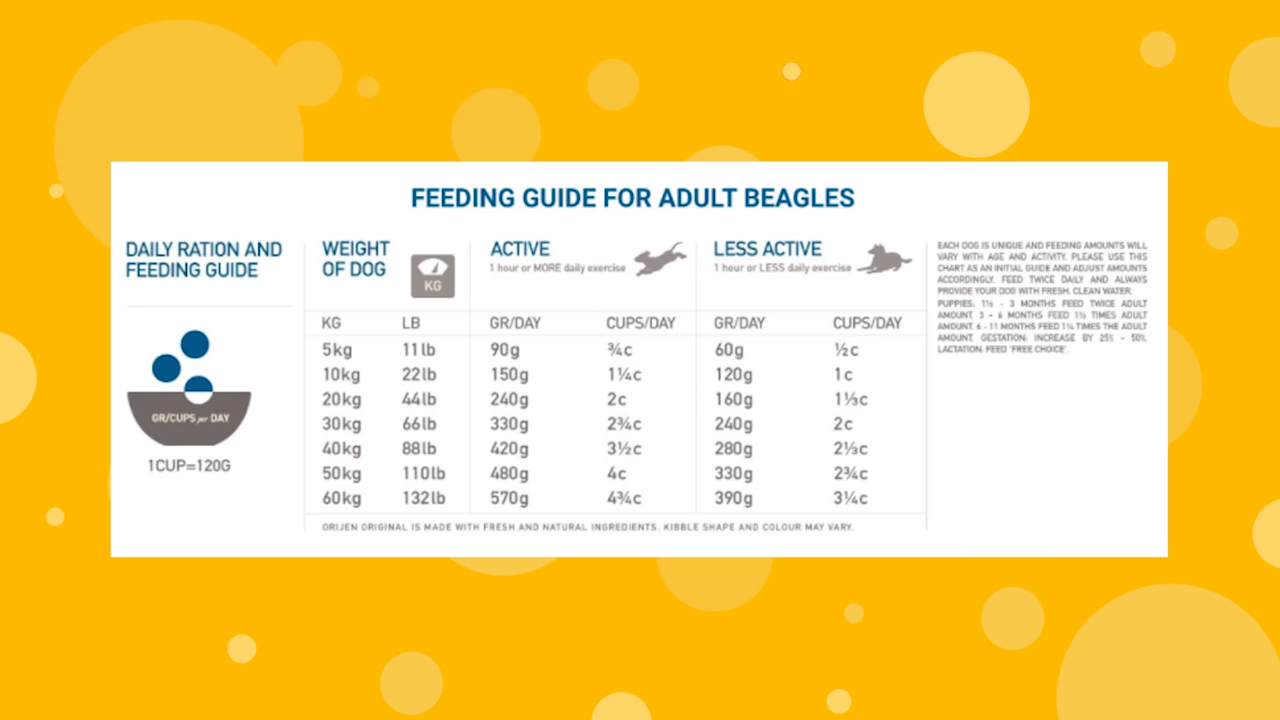 FEEDING GUIDE FOR ADULT BEAGLES
DAILY RATION AND
FEEDING GUIDE
GR/CUPS per DAY
1CUP=120G
WEIGHT
OF DOG
KG
ACTIVE
1 hour or MORE daily exercise
LESS ACTIVE
1 hour or LESS daily exercise
KG LB GR/DAY CUPS/DAY GR/DAY CUPS/DAY
5kg 11lb 90g ¾c 60g ½c
10kg 22lb 150g 1¼c 120g 1c
20kg 44lb 240g 2c 160g 1⅓c
30kg 66lb 330g 2¾c 240g 2c
40kg 88lb 420g 3½c 280g 2⅓c
50kg 110lb 480g 4c 330g 2¾c
60kg 132lb 570g 4¾c 390g 3¼c
ORIJEN ORIGINAL IS MADE WITH FRESH AND NATURAL INGREDIENTS. KIBBLE SHAPE AND COLOUR MAY VARY.
EACH DOG IS UNIQUE AND FEEDING AMOUNTS WILL
VARY WITH AGE AND ACTIVITY. PLEASE USE THIS
CHART AS AN INITIAL GUIDE AND ADJUST AMOUNTS
ACCORDINGLY. FEED TWICE DAILY AND ALWAYS
PROVIDE YOUR DOG WITH FRESH, CLEAN WATER.
PUPPIES: 1½ - 3 MONTHS FEED TWICE ADULT
AMOUNT. 3 - 6 MONTHS FEED 1½ TIMES ADULT
AMOUNT. 6 - 11 MONTHS FEED 1¼ TIMES THE ADULT
AMOUNT. GESTATION: INCREASE BY 25% - 50%.
LACTATION: FEED 'FREE CHOICE'.